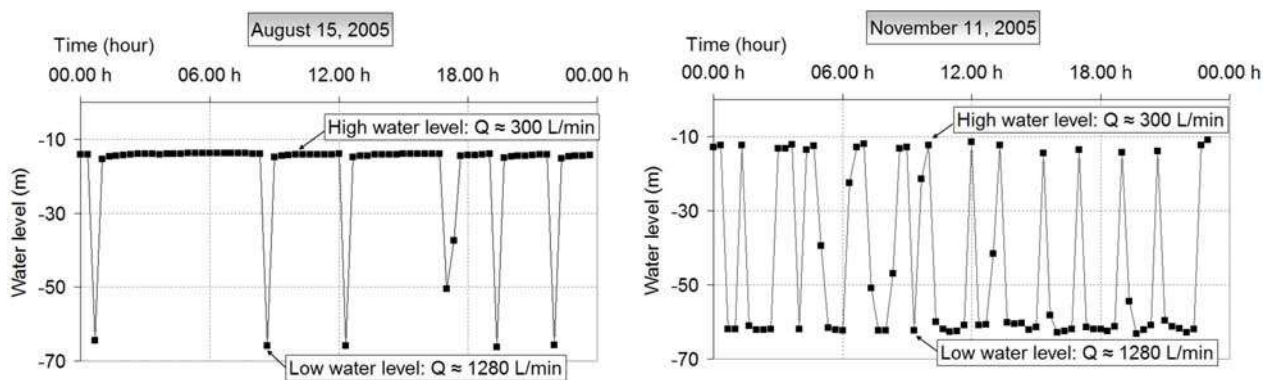 August 15, 2005
Time (hour)
00.00 h 06.00 h 12.00 h 18.00 h 00.00 h
-10
-30
-50
-70
Water level (m)
High water level: Q ≈ 300 L/min
Low water level: Q ≈ 1280 L/min
November 11, 2005
Time (hour)
00.00 h 06.00 h 12.00 h 18.00 h 00.00 h
-10
-30
-50
-70
Water level (m)
High water level: Q ≈ 300 L/min
Low water level: Q ≈ 1280 L/min